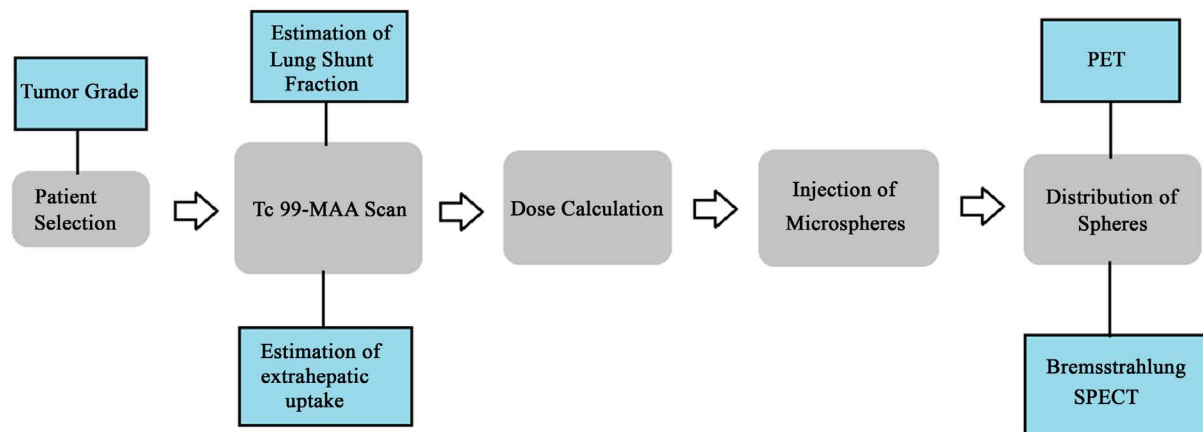 Tumor Grade
Patient
Selection
Estimation of
Lung Shunt
Fraction
Tc 99-MAA Scan
Estimation of
extrahepatic
uptake
Dose Calculation
Injection of
Microspheres
PET
Distribution of
Spheres
Bremsstrahlung
SPECT